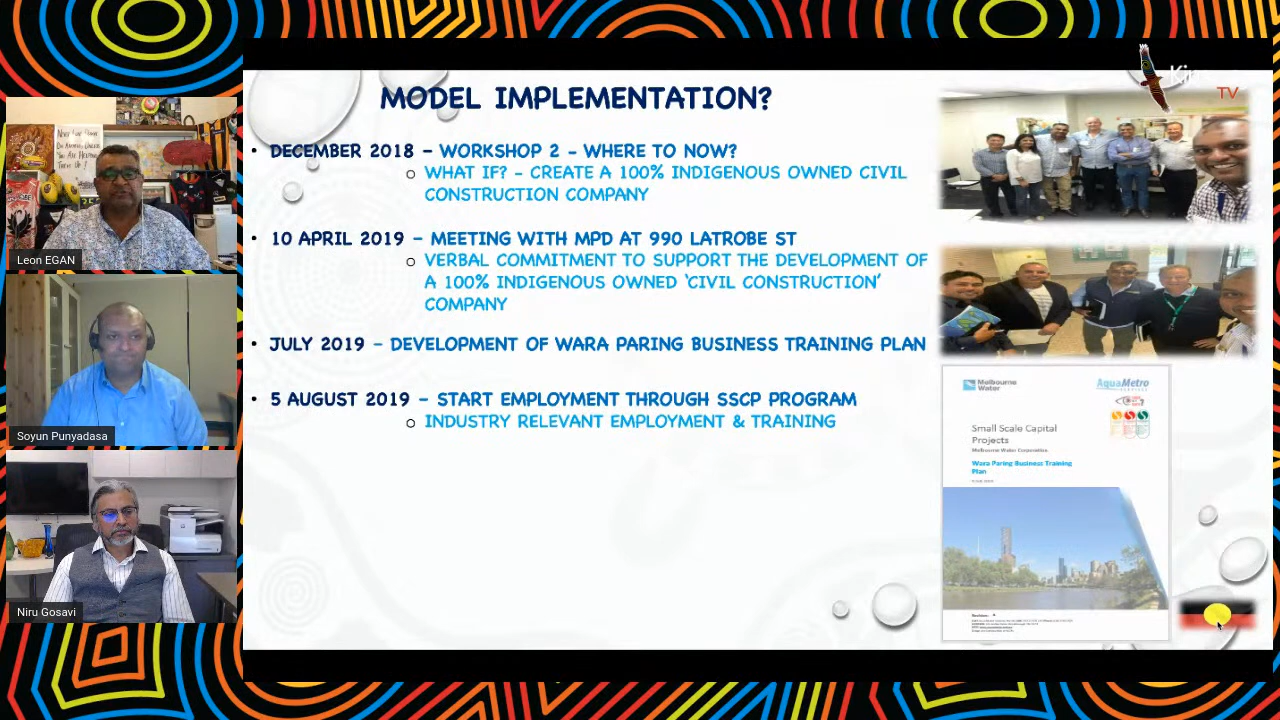 MODEL IMPLEMENTATION?
• DECEMBER 2018 – WORKSHOP 2 – WHERE TO NOW?
o WHAT IF? – CREATE A 100% INDIGENOUS OWNED CIVIL
CONSTRUCTION COMPANY
• 10 APRIL 2019 – MEETING WITH MPD AT 990 LATROBE ST
o VERBAL COMMITMENT TO SUPPORT THE DEVELOPMENT OF
A 100% INDIGENOUS OWNED ‘CIVIL CONSTRUCTION’
COMPANY
• JULY 2019 – DEVELOPMENT OF WARA PARING BUSINESS TRAINING PLAN
• 5 AUGUST 2019 – START EMPLOYMENT THROUGH SSCP PROGRAM
o INDUSTRY RELEVANT EMPLOYMENT & TRAINING
TV
Melbourne
Water
AquaMetro
Small Scale Capital
Projects
Melbourne Water Corporation
Wara Paring Business Training
Plan
Leon EGAN
Soyun Punyadasa
Niru Gosavi